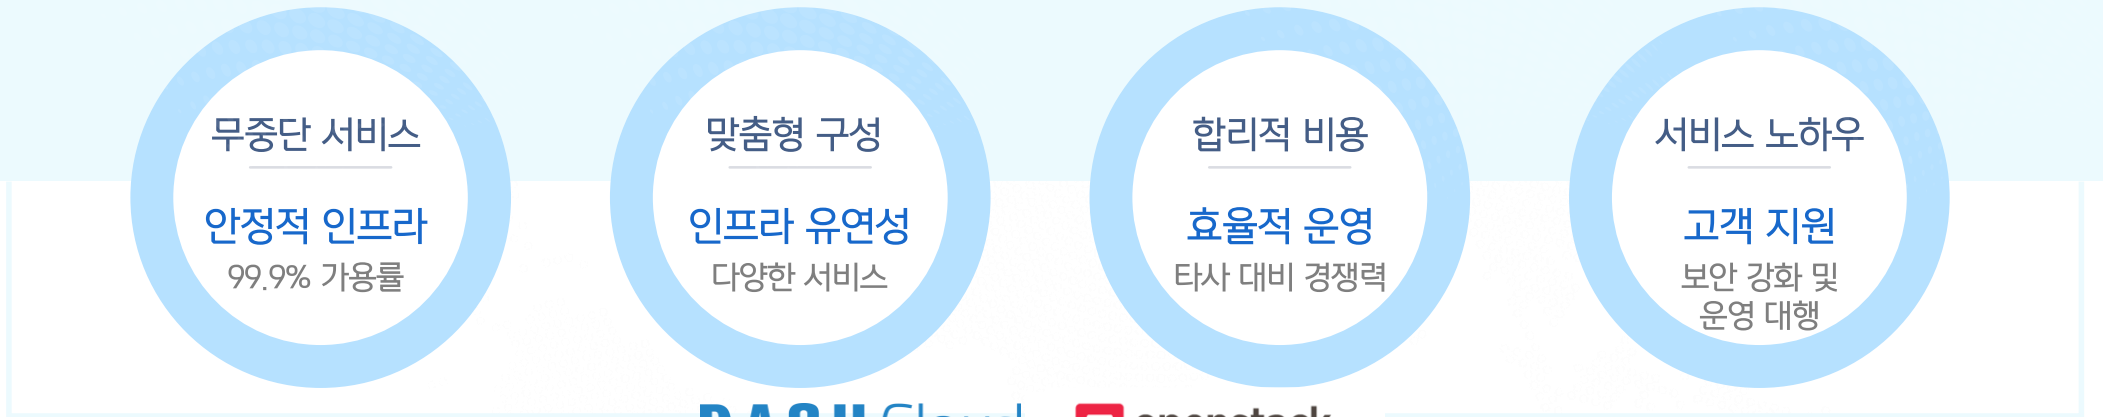 무중단 서비스
안정적 인프라
99.9% 가용률
맞춤형 구성
인프라 유연성
다양한 서비스
합리적 비용
효율적 운영
타사 대비 경쟁력
서비스 노하우
고객 지원
보안 강화 및
운영 대행
Cloud
openstack